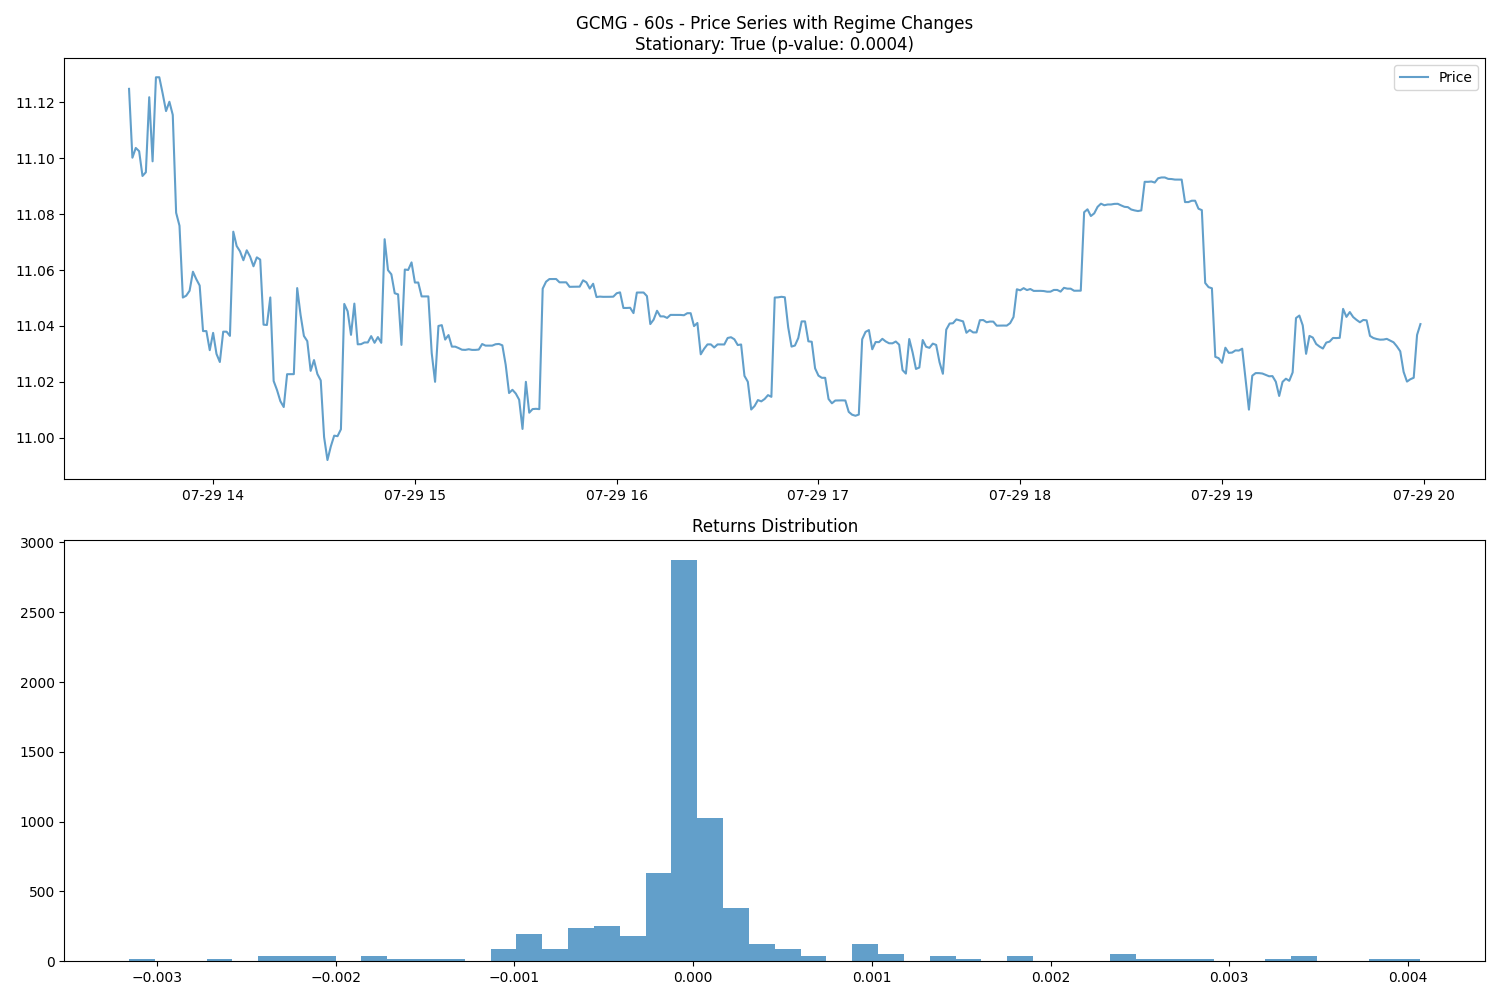 GCMG - 60s - Price Series with Regime Changes
Stationary: True (p-value: 0.0004)
Price
11.12
11.10
11.08
11.06
11.04
11.02
11.00
07-29 14 07-29 15 07-29 16 07-29 17 07-29 18 07-29 19 07-29 20
Returns Distribution
3000
2500
2000
1500
1000
500
0
−0.003 −0.002 −0.001 0.000 0.001 0.002 0.003 0.004